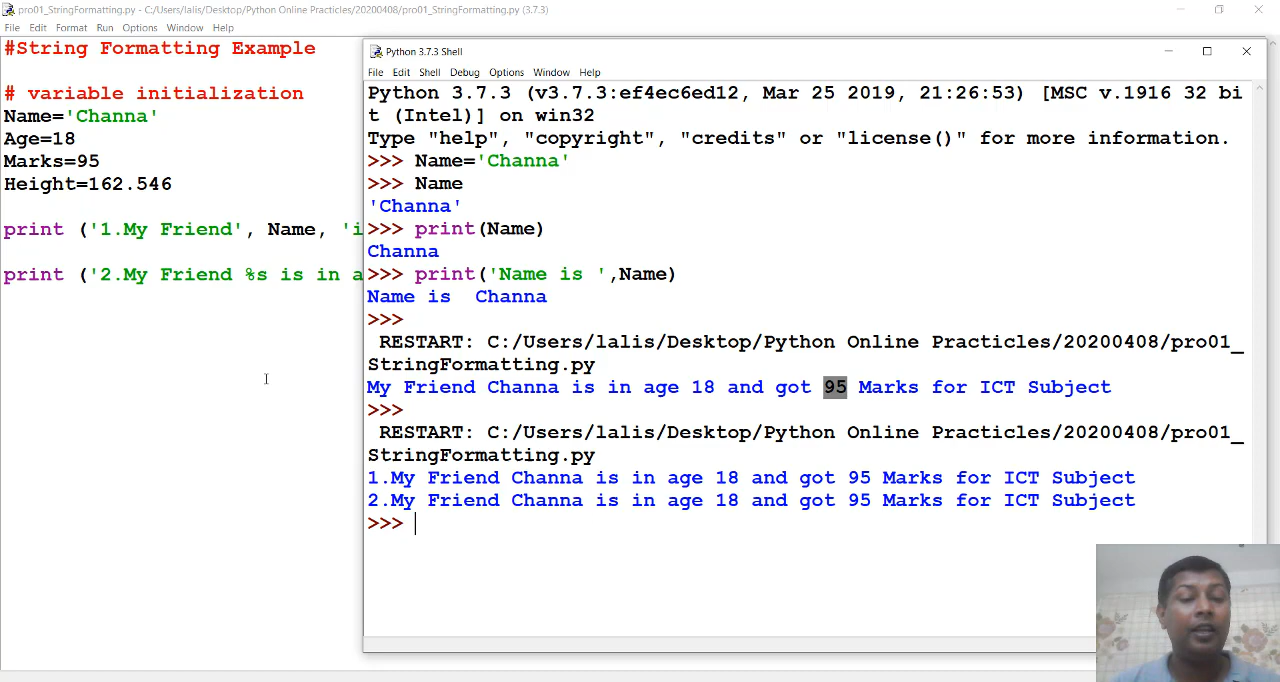 pro01_StringFormatting.py - C:/Users/lalis/Desktop/Python Online Practicles/20200408/pro01_StringFormatting.py (3.7.3)
File Edit Format Run Options Window Help
#String Formatting Example
# variable initialization
Name='Channa'
Age=18
Marks=95
Height=162.546
print ('1.My Friend', Name, 'i
print ('2.My Friend %s is in a
Python 3.7.3 Shell
File Edit Shell Debug Options Window Help
Python 3.7.3 (v3.7.3:ef4ec6ed12, Mar 25 2019, 21:26:53) [MSC v.1916 32 bi
t (Intel)] on win32
Type "help", "copyright", "credits" or "license()" for more information.
>>> Name='Channa'
>>> Name
'Channa'
>>> print(Name)
Channa
>>> print('Name is ',Name)
Name is  Channa
>>>
 RESTART: C:/Users/lalis/Desktop/Python Online Practicles/20200408/pro01_
StringFormatting.py
My Friend Channa is in age 18 and got 95 Marks for ICT Subject
>>>
 RESTART: C:/Users/lalis/Desktop/Python Online Practicles/20200408/pro01_
StringFormatting.py
1.My Friend Channa is in age 18 and got 95 Marks for ICT Subject
2.My Friend Channa is in age 18 and got 95 Marks for ICT Subject
>>>